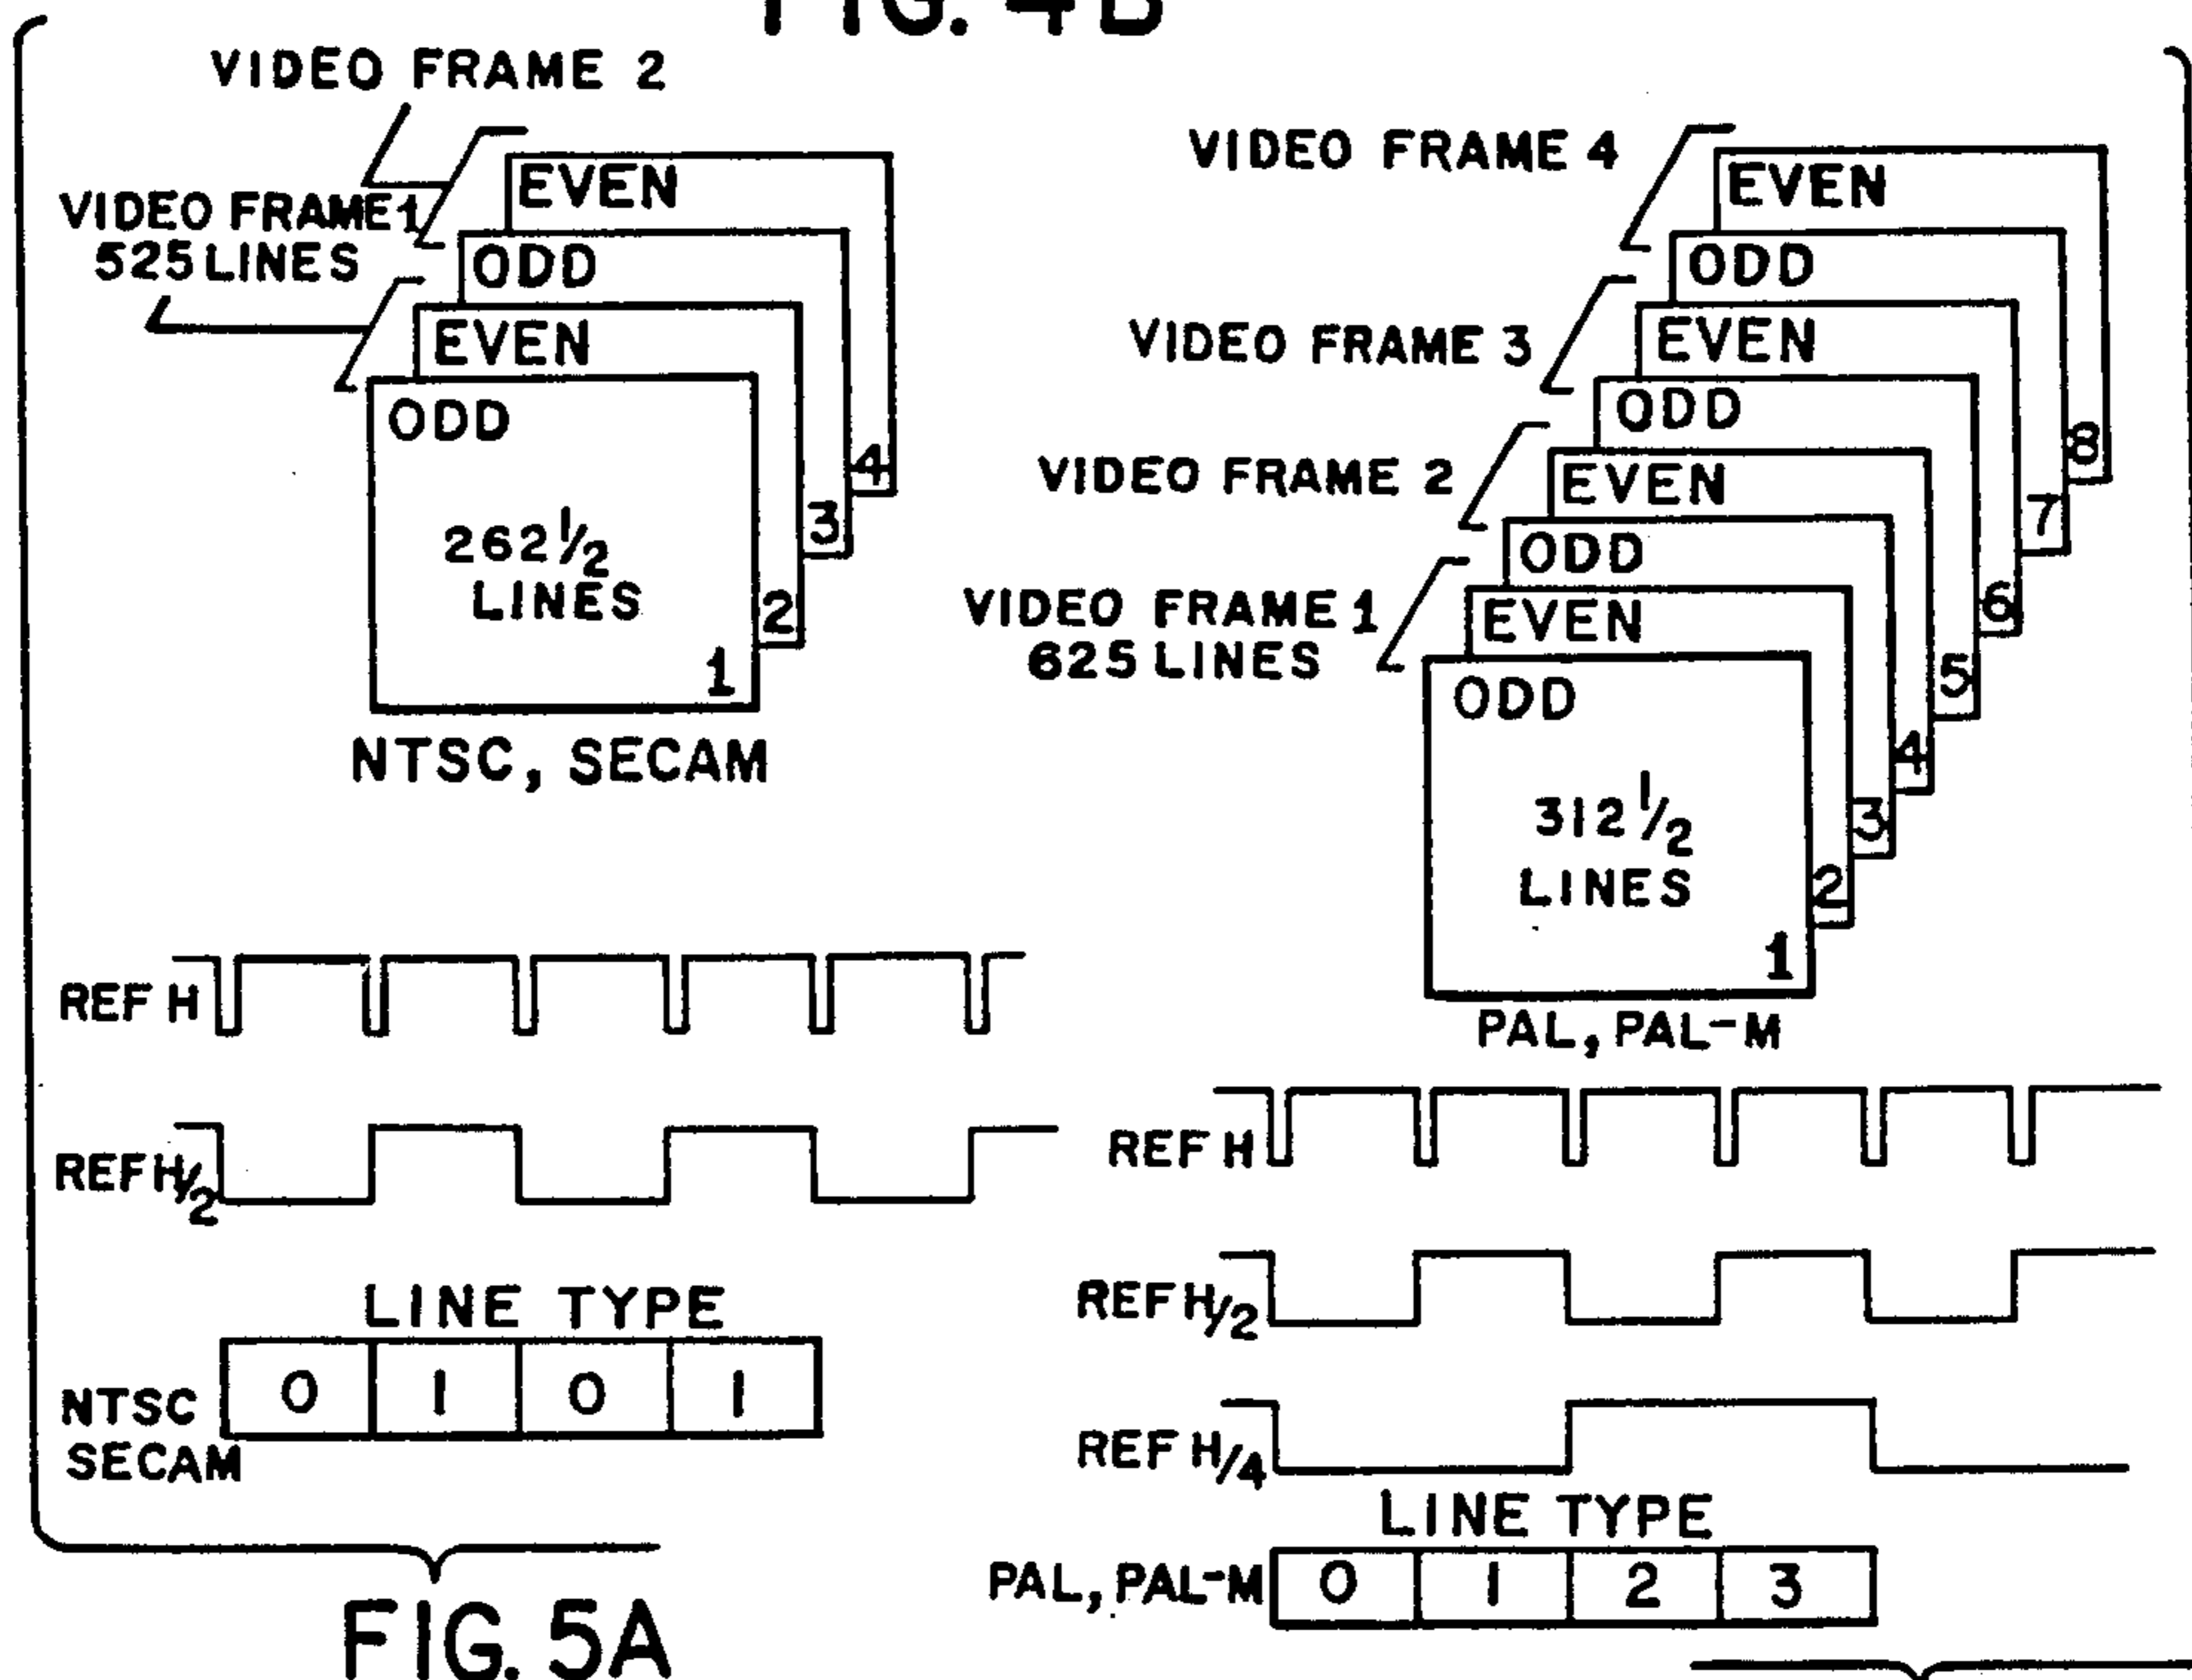 FIG. 4B
VIDEO FRAME 2
VIDEO FRAME 1
525 LINES
EVEN
ODD
EVEN
ODD
262 1/2
LINES
1
2
3
4
NTSC, SECAM
REF H
REF H/2
LINE TYPE
NTSC
SECAM
0 1 0 1
FIG. 5A
VIDEO FRAME 4
VIDEO FRAME 3
VIDEO FRAME 2
VIDEO FRAME 1
625 LINES
EVEN
ODD
EVEN
ODD
EVEN
ODD
EVEN
ODD
312 1/2
LINES
1
2
3
4
5
6
7
8
PAL, PAL-M
REF H
REF H/2
REF H/4
LINE TYPE
PAL, PAL-M 0 1 2 3